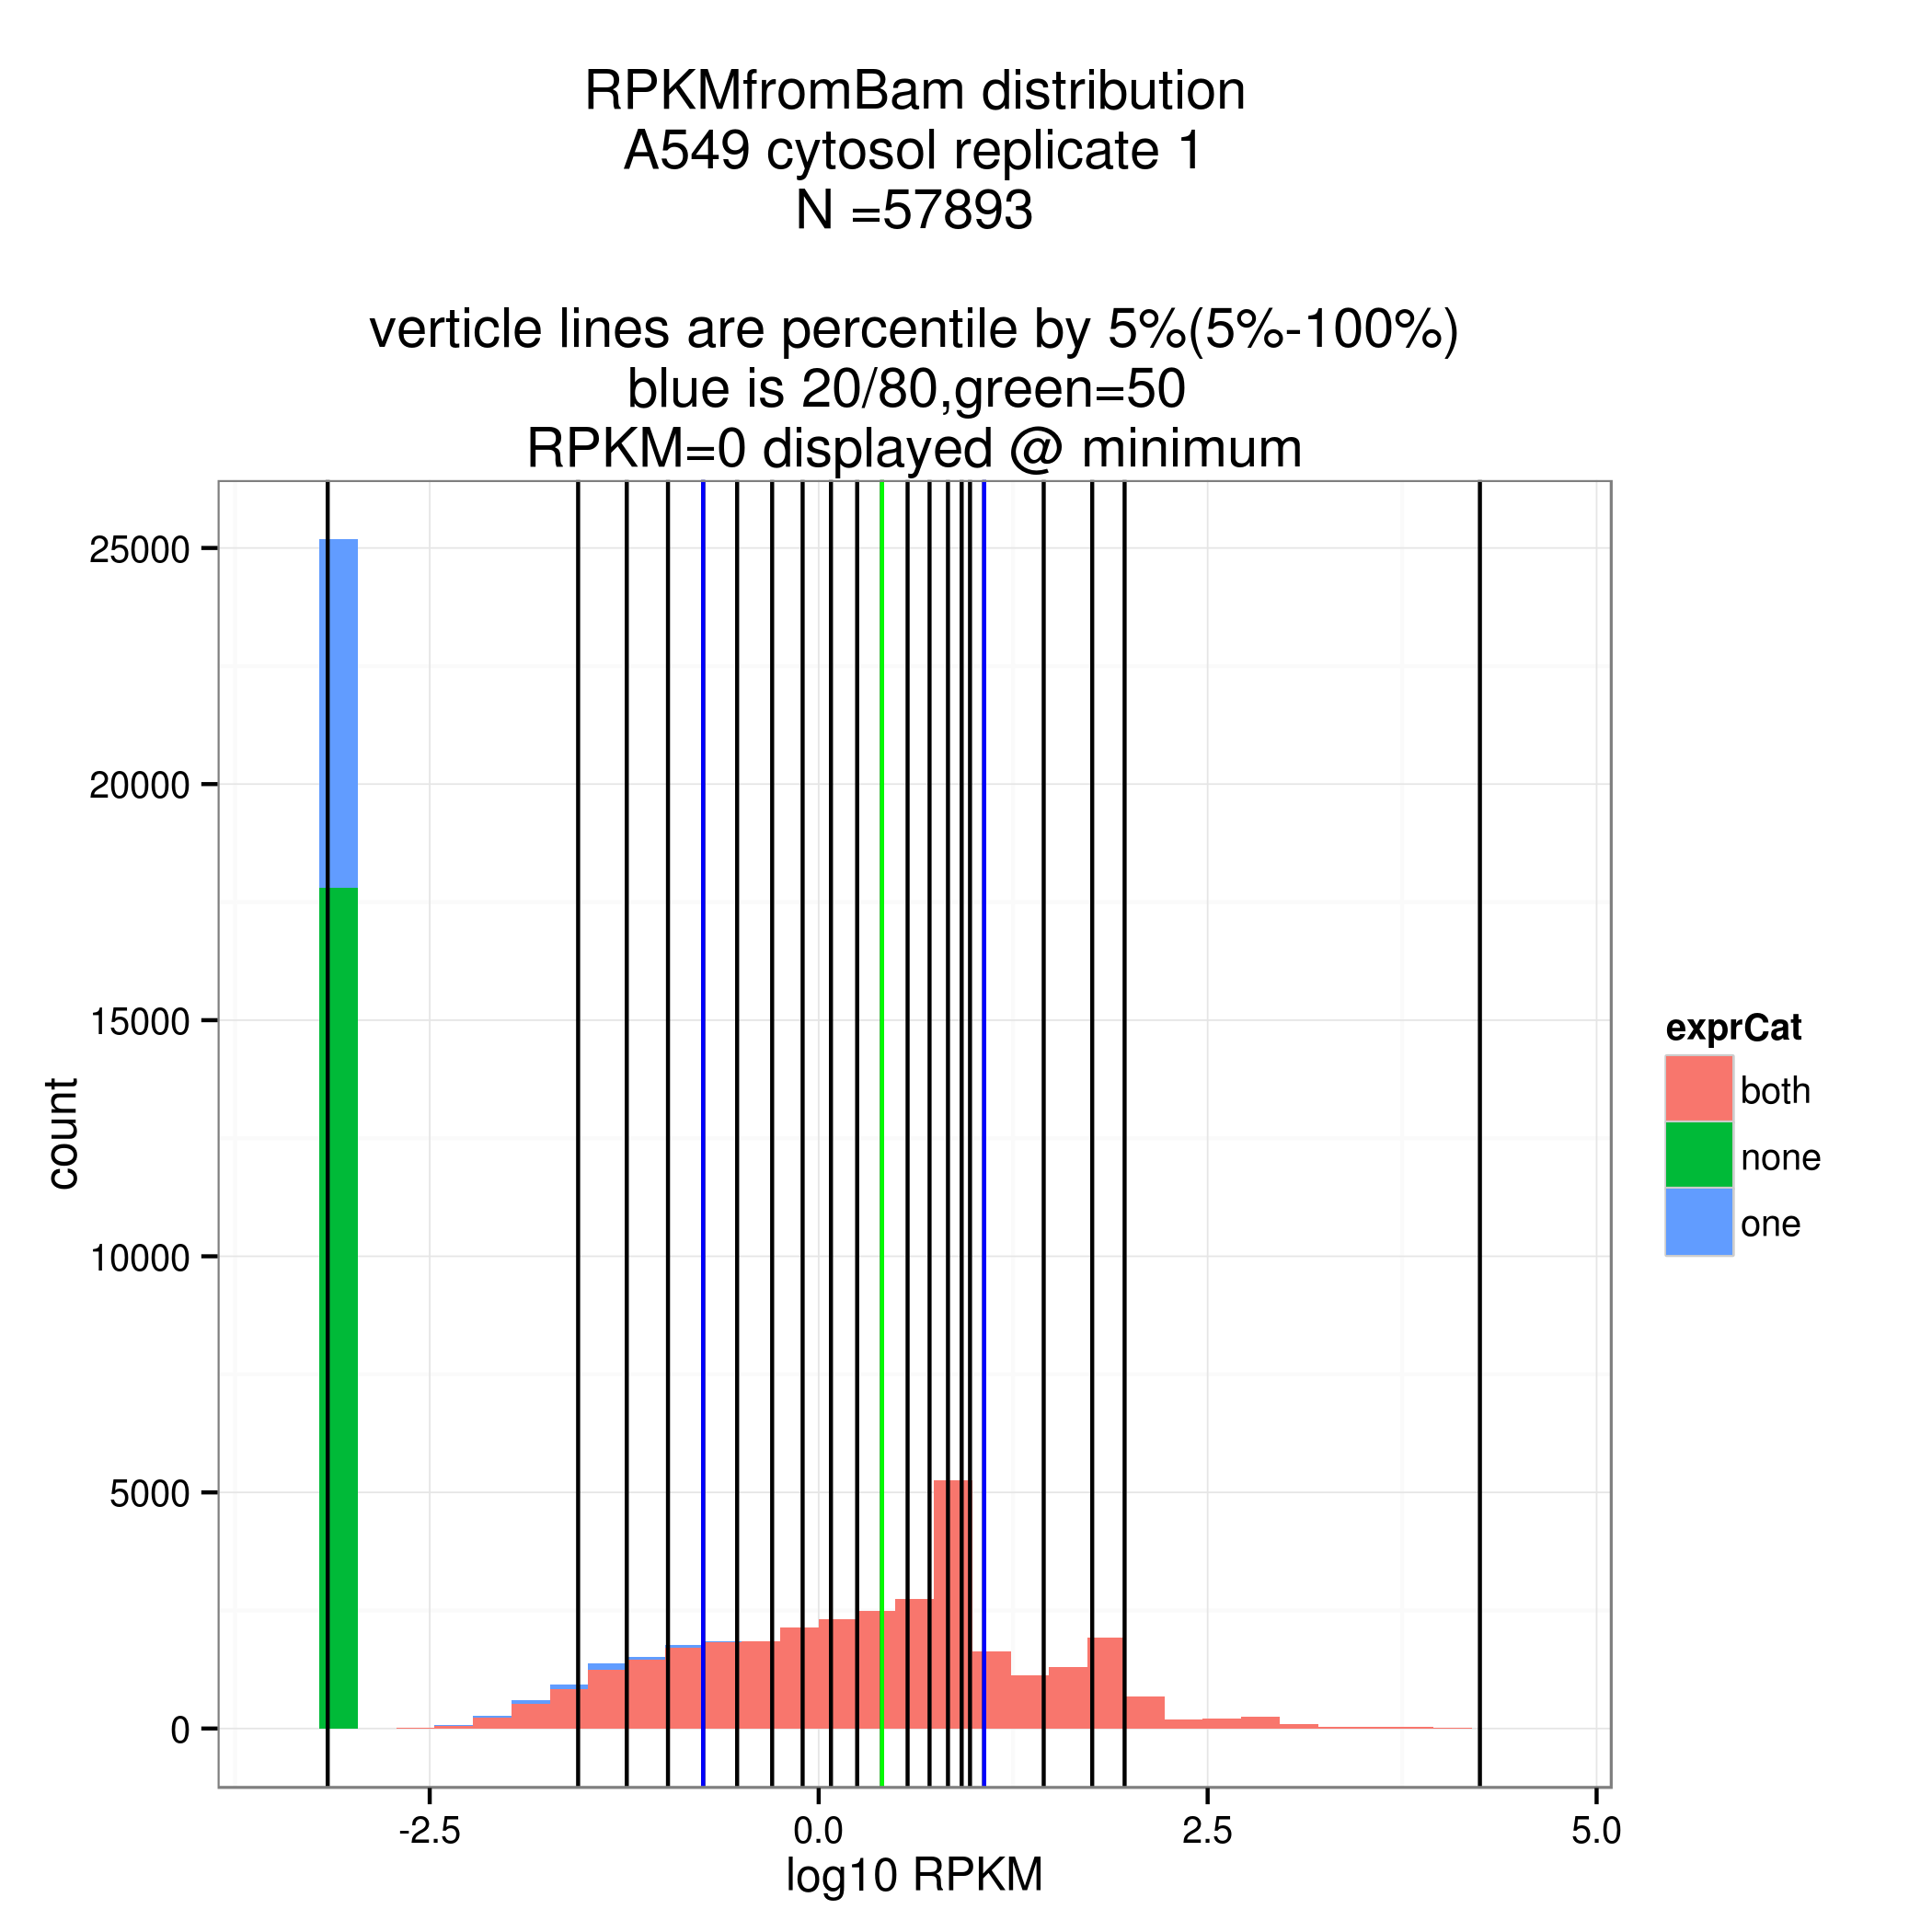 RPKMfromBam distribution
A549 cytosol replicate 1
N =57893
verticle lines are percentile by 5%(5%-100%)
blue is 20/80,green=50
RPKM=0 displayed @ minimum
25000
20000
15000
10000
5000
0
count
-2.5
0.0
2.5
5.0
log10 RPKM
exprCat
both
none
one